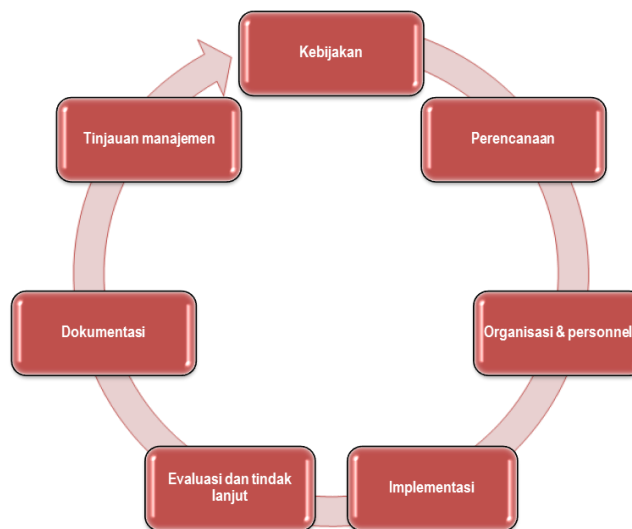 Kebijakan
Perencanaan
Organisasi & personnel
Implementasi
Evaluasi dan tindak
lanjut
Dokumentasi
Tinjauan manajemen